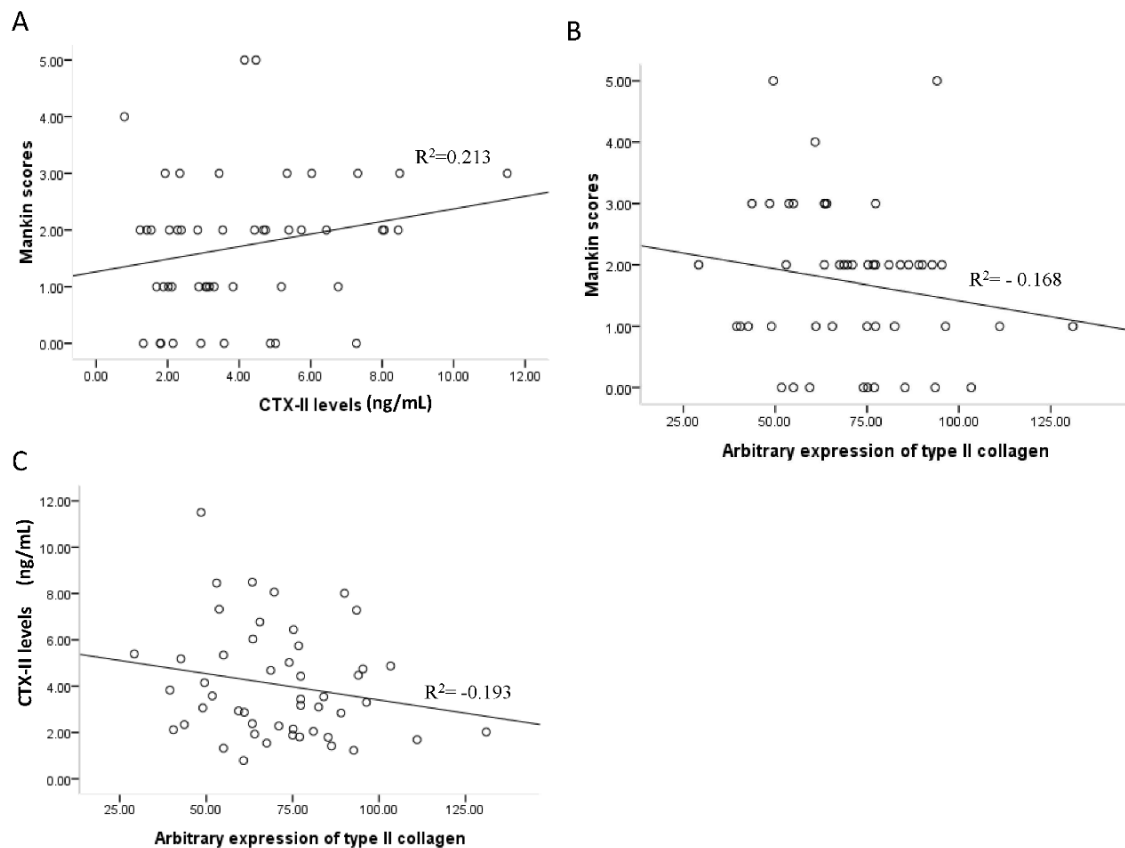 A
5.00
4.00
3.00
2.00
1.00
0.00
Mankin scores
R²=0.213
0.00 2.00 4.00 6.00 8.00 10.00 12.00
CTX-II levels (ng/mL)
B
5.00
4.00
3.00
2.00
1.00
0.00
Mankin scores
R²= - 0.168
25.00 50.00 75.00 100.00 125.00
Arbitrary expression of type II collagen
C
12.00
10.00
8.00
6.00
4.00
2.00
0.00
CTX-II levels (ng/mL)
R²= -0.193
25.00 50.00 75.00 100.00 125.00
Arbitrary expression of type II collagen